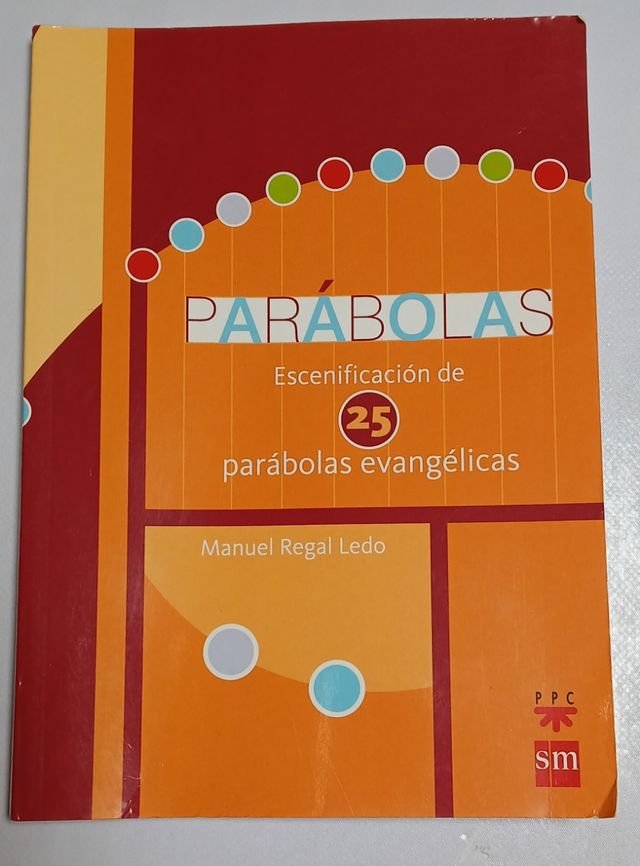 PARÁBOLAS
Escenificación de
25
parábolas evangélicas
Manuel Regal Ledo
PPC
sm